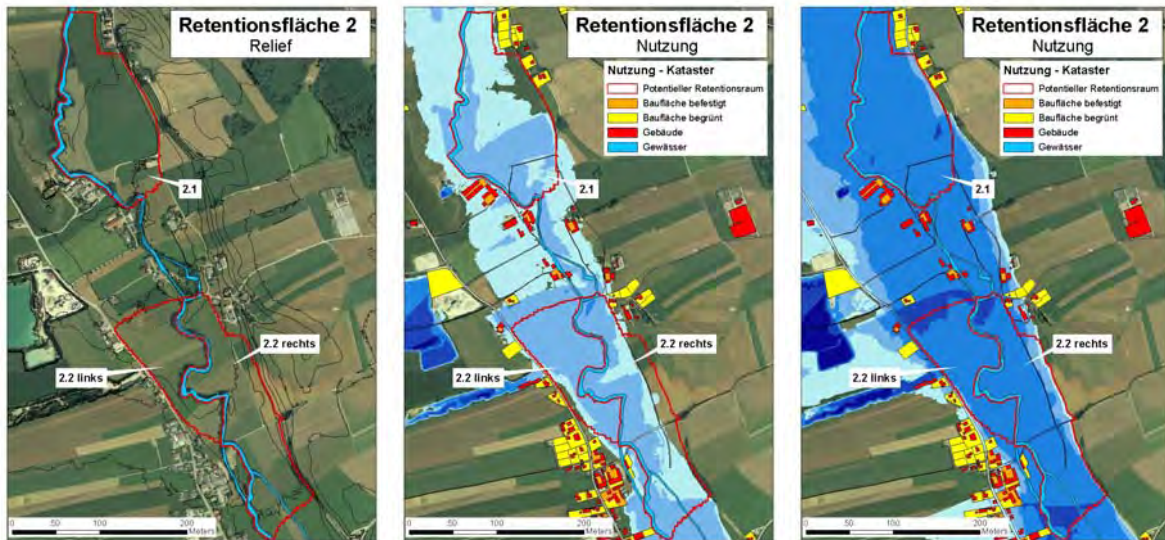 Retentionsfläche 2
Relief
2.1
2.2 rechts
2.2 links
0 50 100 200
Meters
Retentionsfläche 2
Nutzung
Nutzung - Kataster
Potentieller Retentionsraum
Baufläche befestigt
Baufläche begrünt
Gebäude
Gewässer
2.1
2.2 rechts
2.2 links
0 50 100 200
Meters
Retentionsfläche 2
Nutzung
Nutzung - Kataster
Potentieller Retentionsraum
Baufläche befestigt
Baufläche begrünt
Gebäude
Gewässer
2.1
2.2 rechts
2.2 links
0 50 100 200
Meters